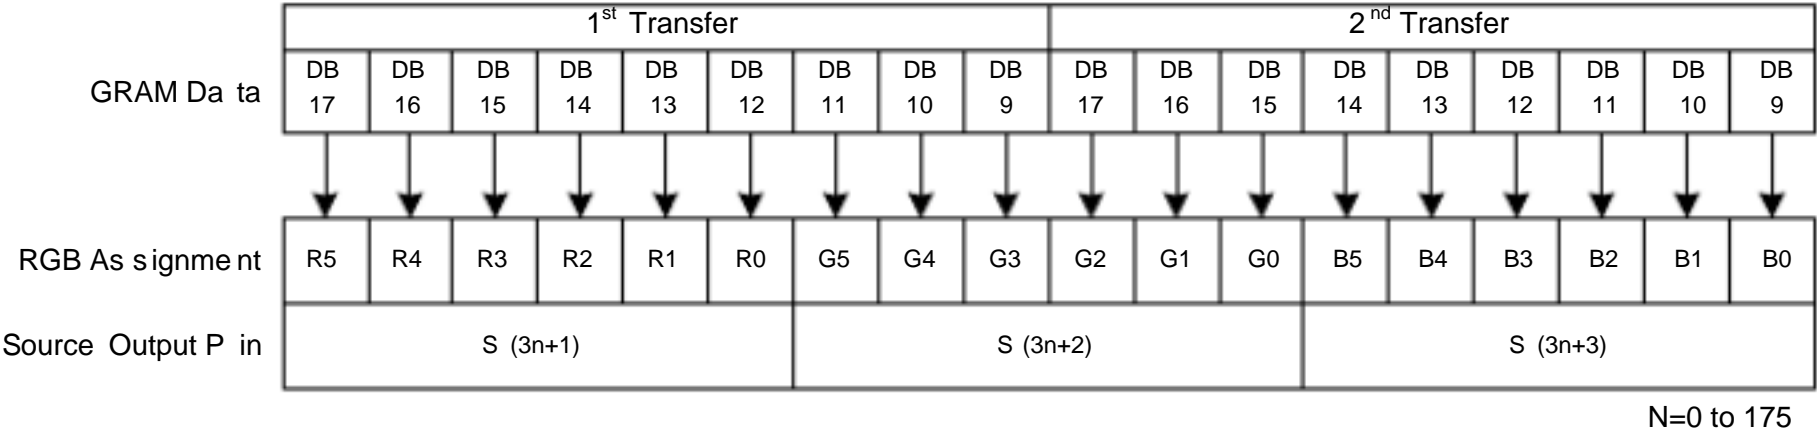 1st Transfer 2nd Transfer
GRAM Da ta DB 17 DB 16 DB 15 DB 14 DB 13 DB 12 DB 11 DB 10 DB 9 DB 17 DB 16 DB 15 DB 14 DB 13 DB 12 DB 11 DB 10 DB 9
RGB As s ignme nt R5 R4 R3 R2 R1 R0 G5 G4 G3 G2 G1 G0 B5 B4 B3 B2 B1 B0
Source Output P in S (3n+1) S (3n+2) S (3n+3)
N=0 to 175